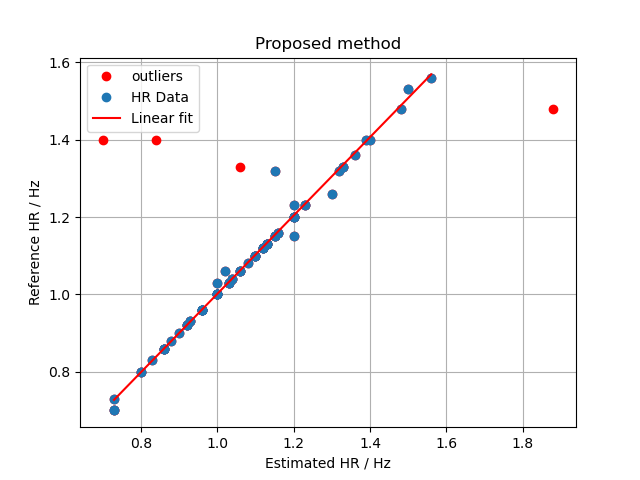 Proposed method
outliers
HR Data
Linear fit
Reference HR / Hz
1.6
1.4
1.2
1.0
0.8
0.8
1.0
1.2
1.4
1.6
1.8
Estimated HR / Hz